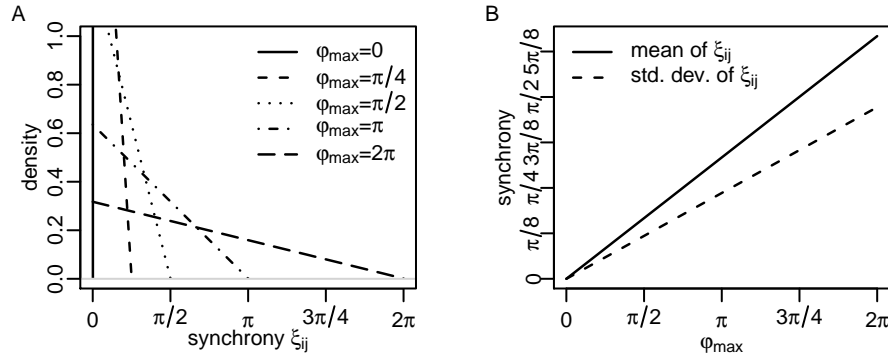 A
density
0.0 0.2 0.4 0.6 0.8 1.0
φmax=0
φmax=π/4
φmax=π/2
φmax=π
φmax=2π
0 π/2 π 3π/4 2π
synchrony ξij
B
synchrony
0 π/8 π/4 3π/8 π/2 5π/8
mean of ξij
std. dev. of ξij
0 π/2 π 3π/4 2π
φmax